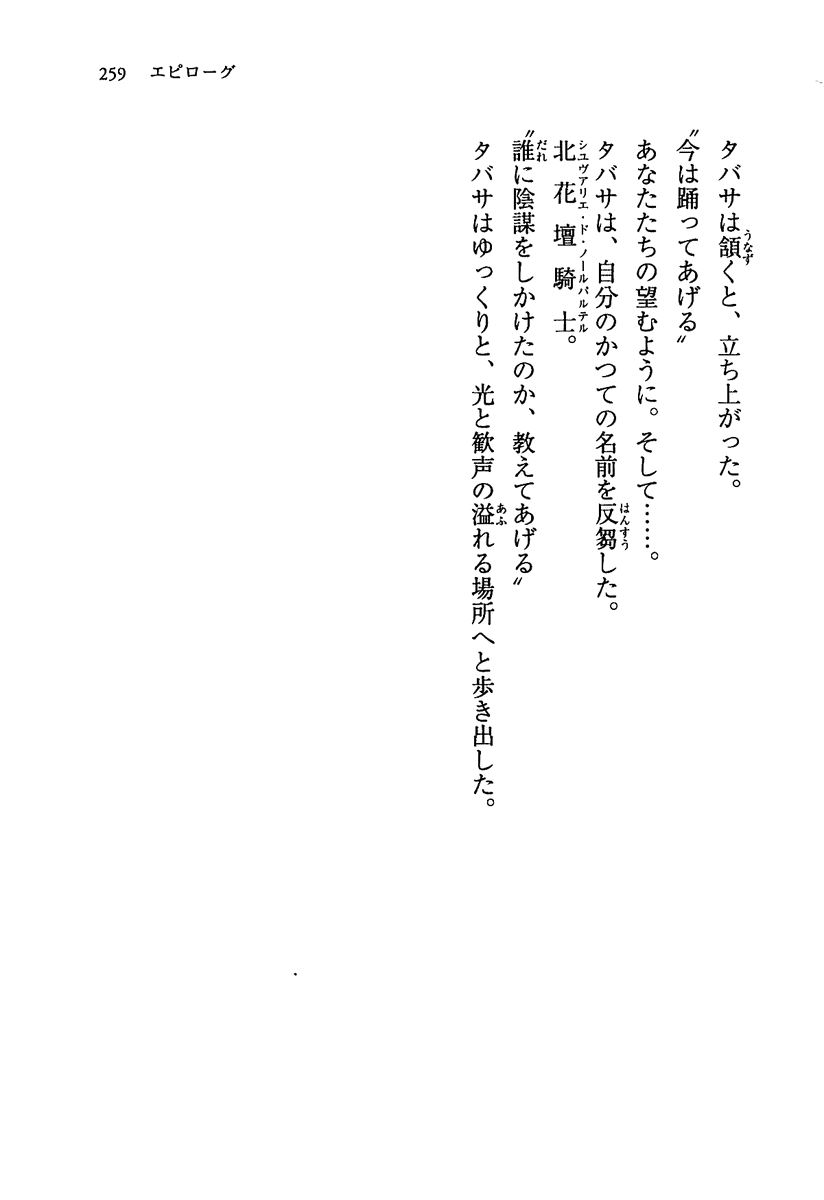 259 エピローグ
タバサは頷くと、立ち上がった。
〝今は踊ってあげる〟
あなたたちの望むように。そして……。
タバサは、自分のかつての名前を反芻した。
北花壇騎士。
〝誰に陰謀をしかけたのか、教えてあげる〟
タバサはゆっくりと、光と歓声の溢れる場所へと歩き出した。
うなず
はんすう
シュヴァリエ・ド・ノールパルテル
だれ
あふ